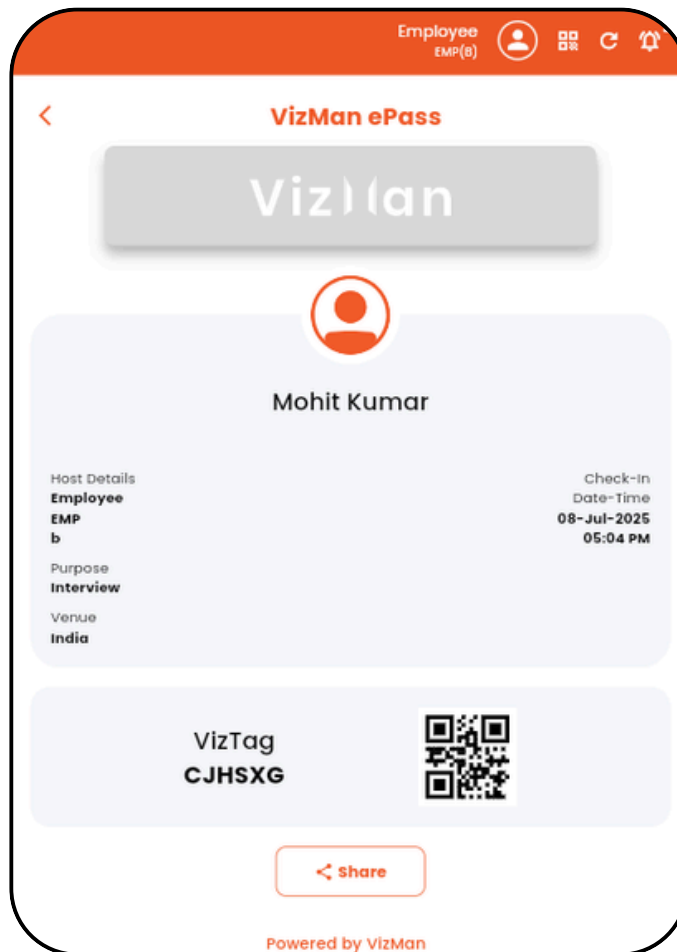 Employee
EMP(B)
VizMan ePass
VizMan
Mohit Kumar
Host Details
Employee
EMP
b
Purpose
Interview
Venue
India
Check-In
Date-Time
08-Jul-2025
05:04 PM
VizTag
CJHSXG
Share
Powered by VizMan